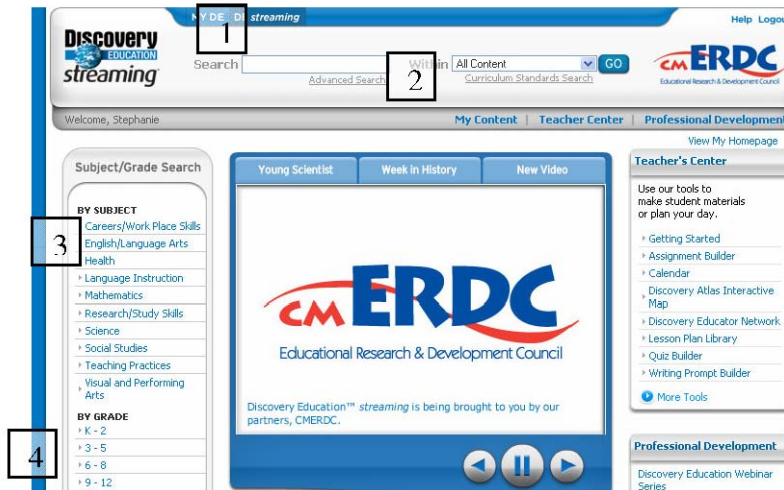 MY DE DE streaming
1
Help Logou
Discovery
EDUCATION
streaming
Search
Within All Content GO
2
Advanced Search
Curriculum Standards Search
CM ERDC
Educational Research & Development Council
Welcome, Stephanie
My Content | Teacher Center | Professional Development
View My Homepage
Subject/Grade Search
BY SUBJECT
Careers/Work Place Skills
3
English/Language Arts
Health
Language Instruction
Mathematics
Research/Study Skills
Science
Social Studies
Teaching Practices
Visual and Performing
Arts
BY GRADE
K - 2
4
3 - 5
6 - 8
9 - 12
Young Scientist
Week in History
New Video
CM ERDC
Educational Research & Development Council
Discovery Education™ streaming is being brought to you by our
partners, CMERDC.
Teacher's Center
Use our tools to
make student materials
or plan your day.
Getting Started
Assignment Builder
Calendar
Discovery Atlas Interactive
Map
Discovery Educator Network
Lesson Plan Library
Quiz Builder
Writing Prompt Builder
More Tools
Professional Development
Discovery Education Webinar
Series